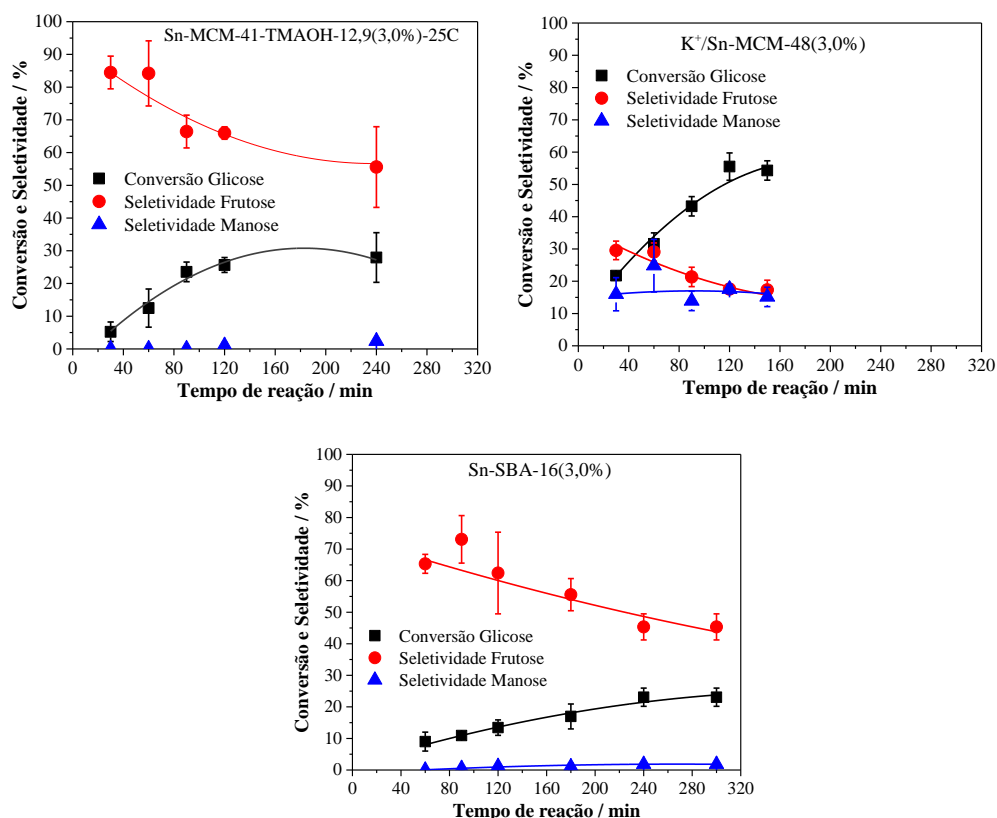 Sn-MCM-41-TMAOH-12,9(3,0%)-25C
Conversão e Seletividade / %
100
90
80
70
60
50
40
30
20
10
0
Conversão Glicose
Seletividade Frutose
Seletividade Manose
0 40 80 120 160 200 240 280 320
Tempo de reação / min
K⁺/Sn-MCM-48(3,0%)
Conversão e Seletividade / %
100
90
80
70
60
50
40
30
20
10
0
Conversão Glicose
Seletividade Frutose
Seletividade Manose
0 40 80 120 160 200 240 280 320
Tempo de reação / min
Sn-SBA-16(3,0%)
Conversão e Seletividade / %
100
90
80
70
60
50
40
30
20
10
0
Conversão Glicose
Seletividade Frutose
Seletividade Manose
0 40 80 120 160 200 240 280 320
Tempo de reação / min